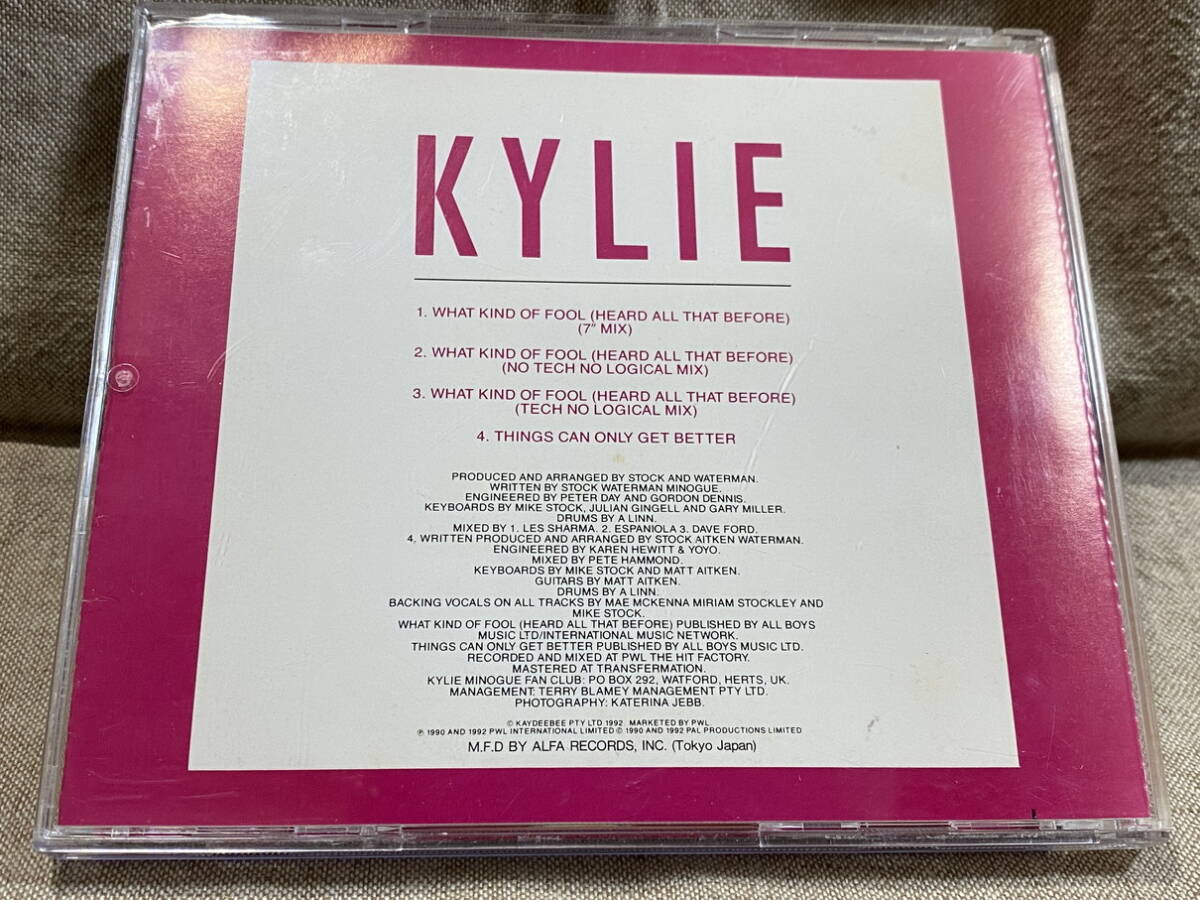 KYLIE
1. WHAT KIND OF FOOL (HEARD ALL THAT BEFORE)
(7" MIX)
2. WHAT KIND OF FOOL (HEARD ALL THAT BEFORE)
(NO TECH NO LOGICAL MIX)
3. WHAT KIND OF FOOL (HEARD ALL THAT BEFORE)
(TECH NO LOGICAL MIX)
4. THINGS CAN ONLY GET BETTER
PRODUCED AND ARRANGED BY STOCK AND WATERMAN.
WRITTEN BY STOCK WATERMAN MINOGUE.
ENGINEERED BY PETER DAY AND GORDON DENNIS.
KEYBOARDS BY MIKE STOCK, JULIAN GINGELL AND GARY MILLER.
DRUMS BY A LINN.
MIXED BY 1. LES SHARMA. 2. ESPANIOLA 3. DAVE FORD.
4. WRITTEN PRODUCED AND ARRANGED BY STOCK AITKEN WATERMAN.
ENGINEERED BY KAREN HEWITT & YOYO.
MIXED BY PETE HAMMOND.
KEYBOARDS BY MIKE STOCK AND MATT AITKEN.
GUITARS BY MATT AITKEN.
DRUMS BY A LINN.
BACKING VOCALS ON ALL TRACKS BY MAE MCKENNA MIRIAM STOCKLEY AND
MIKE STOCK.
WHAT KIND OF FOOL (HEARD ALL THAT BEFORE) PUBLISHED BY ALL BOYS
MUSIC LTD/INTERNATIONAL MUSIC NETWORK.
THINGS CAN ONLY GET BETTER PUBLISHED BY ALL BOYS MUSIC LTD.
RECORDED AND MIXED AT PWL THE HIT FACTORY.
MASTERED AT TRANSFERMATION.
KYLIE MINOGUE FAN CLUB: PO BOX 292, WATFORD, HERTS, UK.
MANAGEMENT: TERRY BLAMEY MANAGEMENT PTY LTD.
PHOTOGRAPHY: KATERINA JEBB.
© KAYDEEBEE PTY LTD 1992. MARKETED BY PWL
℗ 1990 AND 1992 PWL INTERNATIONAL LIMITED © 1990 AND 1992 PAL PRODUCTIONS LIMITED
M.F.D BY ALFA RECORDS, INC. (Tokyo Japan)